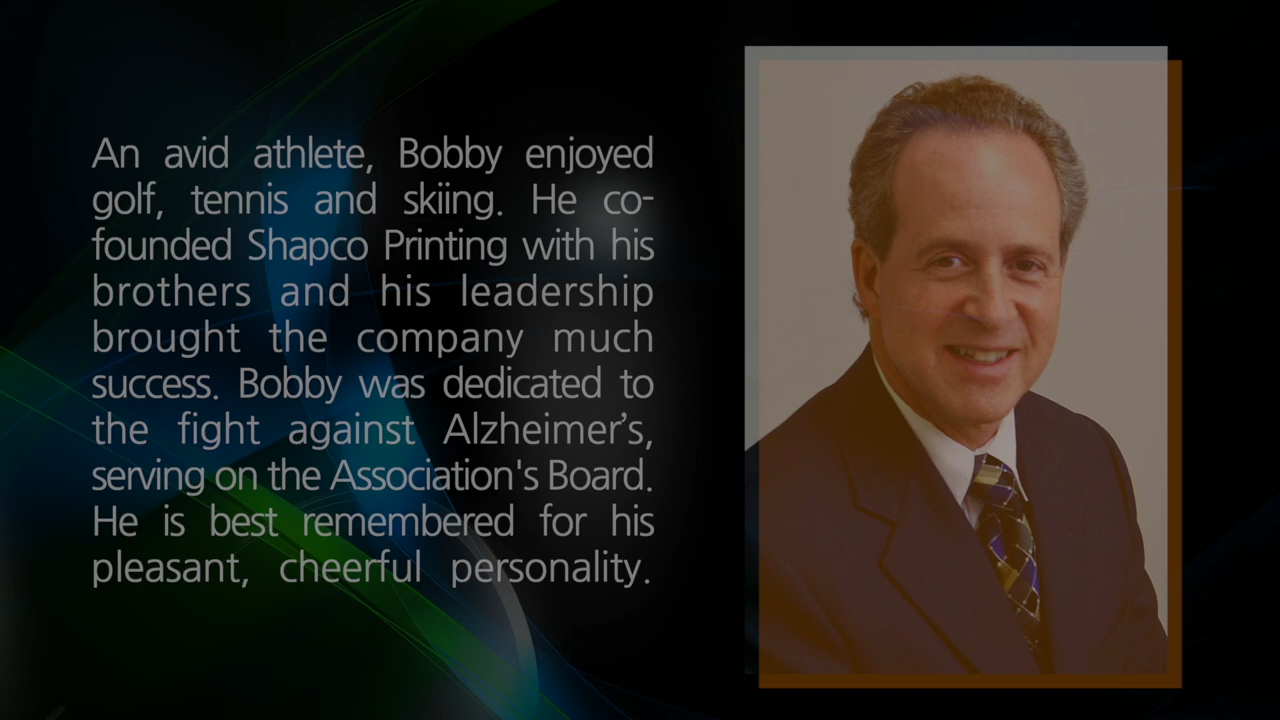 An avid athlete, Bobby enjoyed
golf, tennis and skiing. He co-
founded Shapco Printing with his
brothers and his leadership
brought the company much
success. Bobby was dedicated to
the fight against Alzheimer’s,
serving on the Association's Board.
He is best remembered for his
pleasant, cheerful personality.